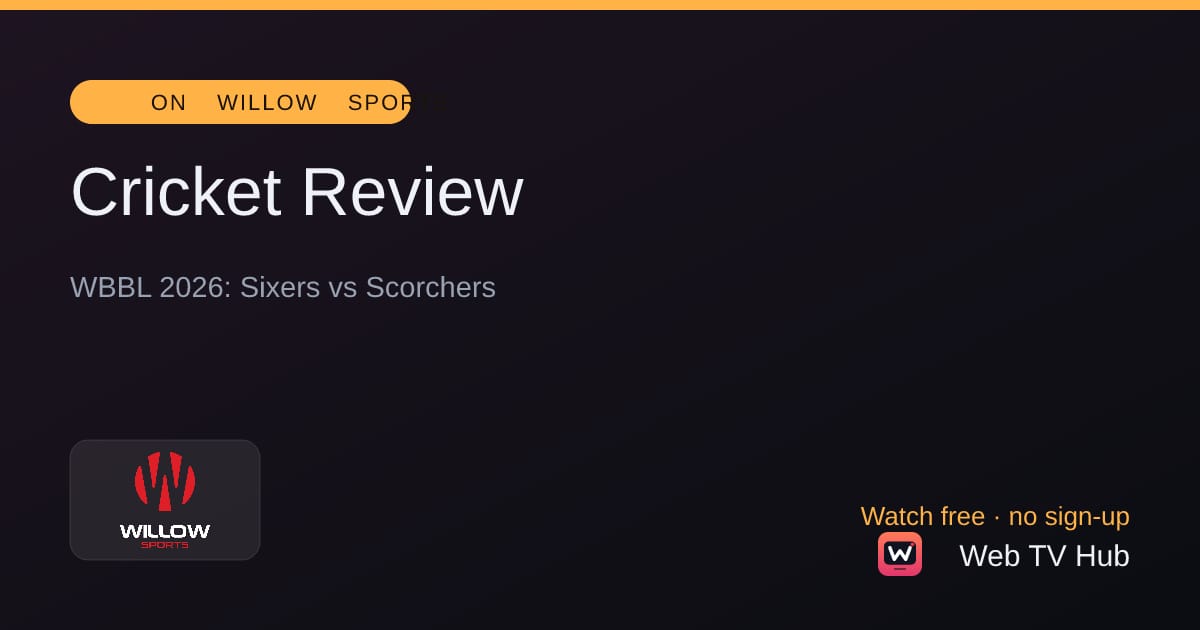 ON WILLOW SPORTS
Cricket Review
WBBL 2026: Sixers vs Scorchers
WILLOW
SPORTS
Watch free · no sign-up
W
Web TV Hub